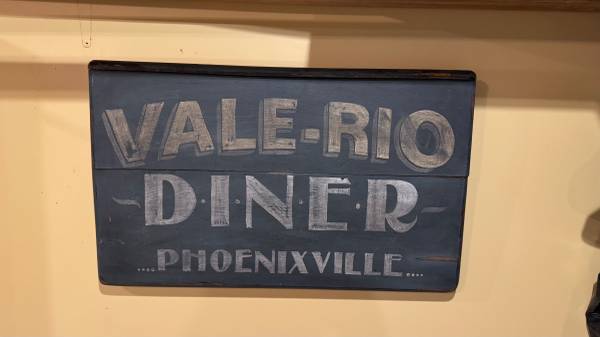 VALE-RIO
-D·I·N·E·R-
....PHOENIXVILLE....